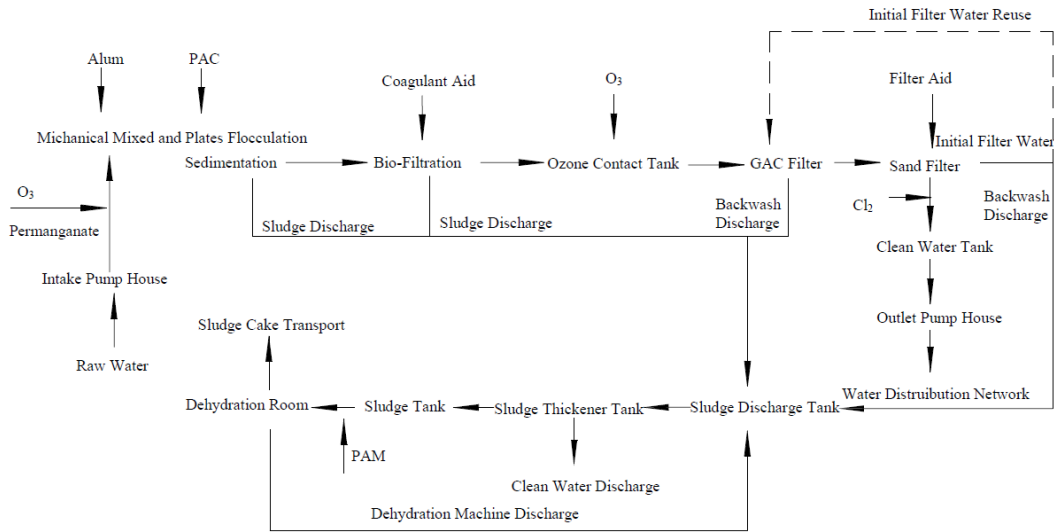 Initial Filter Water Reuse
Alum
PAC
Coagulant Aid
O₃
Filter Aid
Michanical Mixed and Plates Flocculation
Initial Filter Water
Sedimentation
Bio-Filtration
Ozone Contact Tank
GAC Filter
Sand Filter
O₃
Permanganate
Sludge Discharge
Sludge Discharge
Backwash
Discharge
Cl₂
Backwash
Discharge
Clean Water Tank
Intake Pump House
Outlet Pump House
Sludge Cake Transport
Raw Water
Water Distruibution Network
Dehydration Room
Sludge Tank
Sludge Thickener Tank
Sludge Discharge Tank
PAM
Clean Water Discharge
Dehydration Machine Discharge